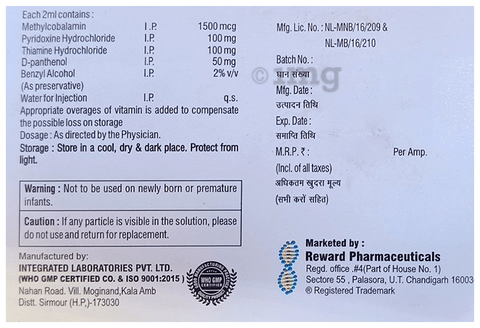 Each 2ml contains :
Methylcobalamin I.P. 1500 mcg
Pyridoxine Hydrochloride I.P. 100 mg
Thiamine Hydrochloride I.P. 100 mg
D-panthenol I.P. 50 mg
Benzyl Alcohol I.P. 2% v/v
(As preservative)
Water for Injection I.P. q.s.
Appropriate overages of vitamin is added to compensate
the possible loss on storage
Dosage : As directed by the Physician.
Storage : Store in a cool, dry & dark place. Protect from
light.
Warning : Not to be used on newly born or premature
infants.
Caution : If any particle is visible in the solution, please
do not use and return for replacement.
Manufactured by:
INTEGRATED LABORATORIES PVT. LTD.
(WHO GMP CERTIFIED CO. & ISO 9001:2015 )
Nahan Road. Vill. Moginand,Kala Amb
Distt. Sirmour (H.P.)-173030
WHO GMP
CERTIFIED
Mfg. Lic. No. : NL-MNB/16/209 &
NL-MB/16/210
Batch No. :
घान संख्या
Mfg. Date :
उत्पादन तिथि
Exp. Date :
समाप्ति तिथि
M.R.P. ₹ : Per Amp.
(Incl. of all taxes)
अधिकतम खुदरा मूल्य
(सभी करों सहित)
© 1mg
Marketed by :
Reward Pharmaceuticals
Regd. office .#4(Part of House No. 1)
Sectore 55 , Palasora, U.T. Chandigarh 16003
® Registered Trademark